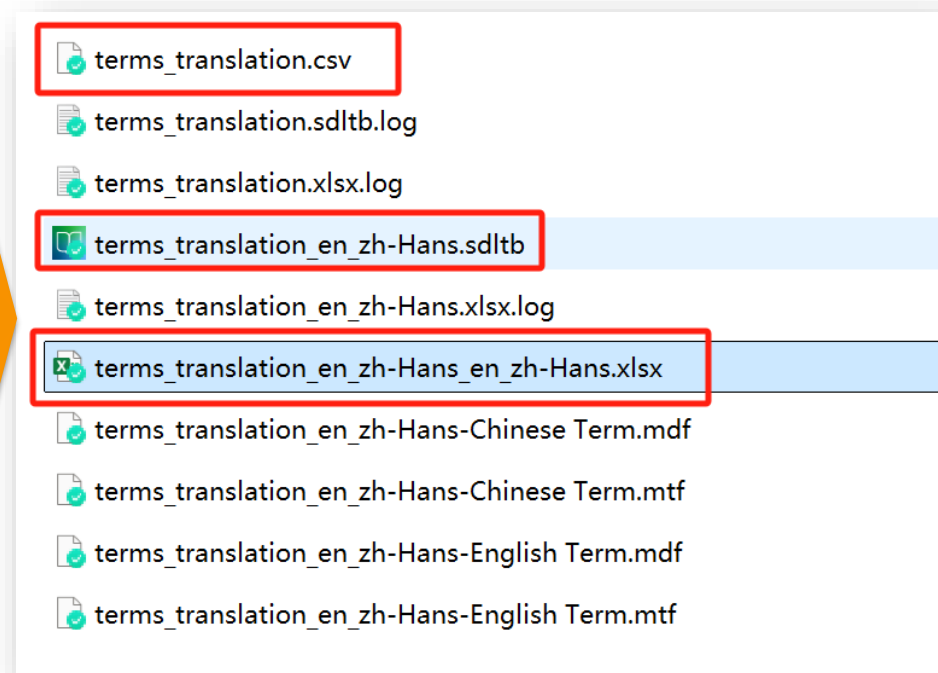 terms_translation.csv
terms_translation.sdltb.log
terms_translation.xlsx.log
terms_translation_en_zh-Hans.sdltb
terms_translation_en_zh-Hans.xlsx.log
terms_translation_en_zh-Hans_en_zh-Hans.xlsx
terms_translation_en_zh-Hans-Chinese Term.mdf
terms_translation_en_zh-Hans-Chinese Term.mtf
terms_translation_en_zh-Hans-English Term.mdf
terms_translation_en_zh-Hans-English Term.mtf